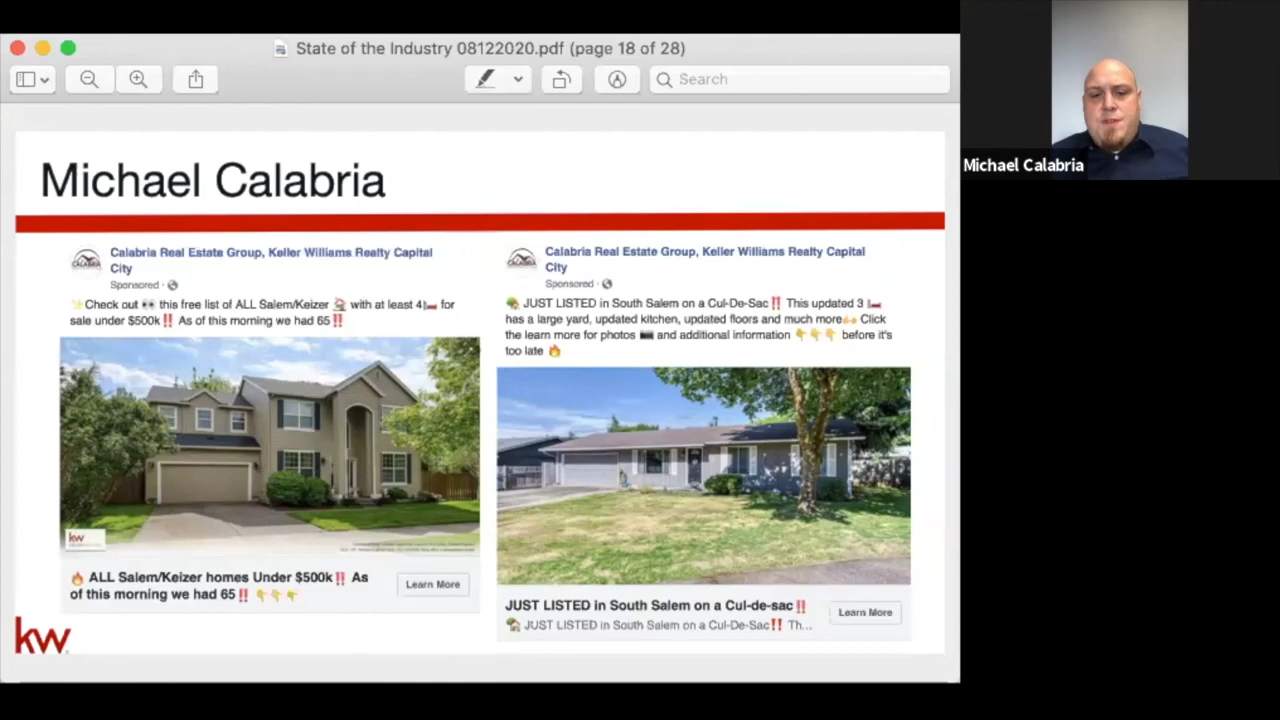 State of the Industry 08122020.pdf (page 18 of 28)
Search
Michael Calabria
Michael Calabria
Calabria Real Estate Group, Keller Williams Realty Capital
City
Sponsored ·
✨Check out 👀 this free list of ALL Salem/Keizer 🏠 with at least 4🛏️ for
sale under $500k‼️ As of this morning we had 65‼️
kw
🔥 ALL Salem/Keizer homes Under $500k‼️ As
of this morning we had 65‼️ 👇👇👇
Learn More
CALABRIA
Calabria Real Estate Group, Keller Williams Realty Capital
City
Sponsored ·
🏡 JUST LISTED in South Salem on a Cul-De-Sac‼️ This updated 3 🛏️
has a large yard, updated kitchen, updated floors and much more🙌 Click
the learn more for photos 📷 and additional information 👇👇👇 before it's
too late 🔥
JUST LISTED in South Salem on a Cul-de-sac‼️
🏡 JUST LISTED in South Salem on a Cul-De-Sac‼️ Th...
Learn More
kw